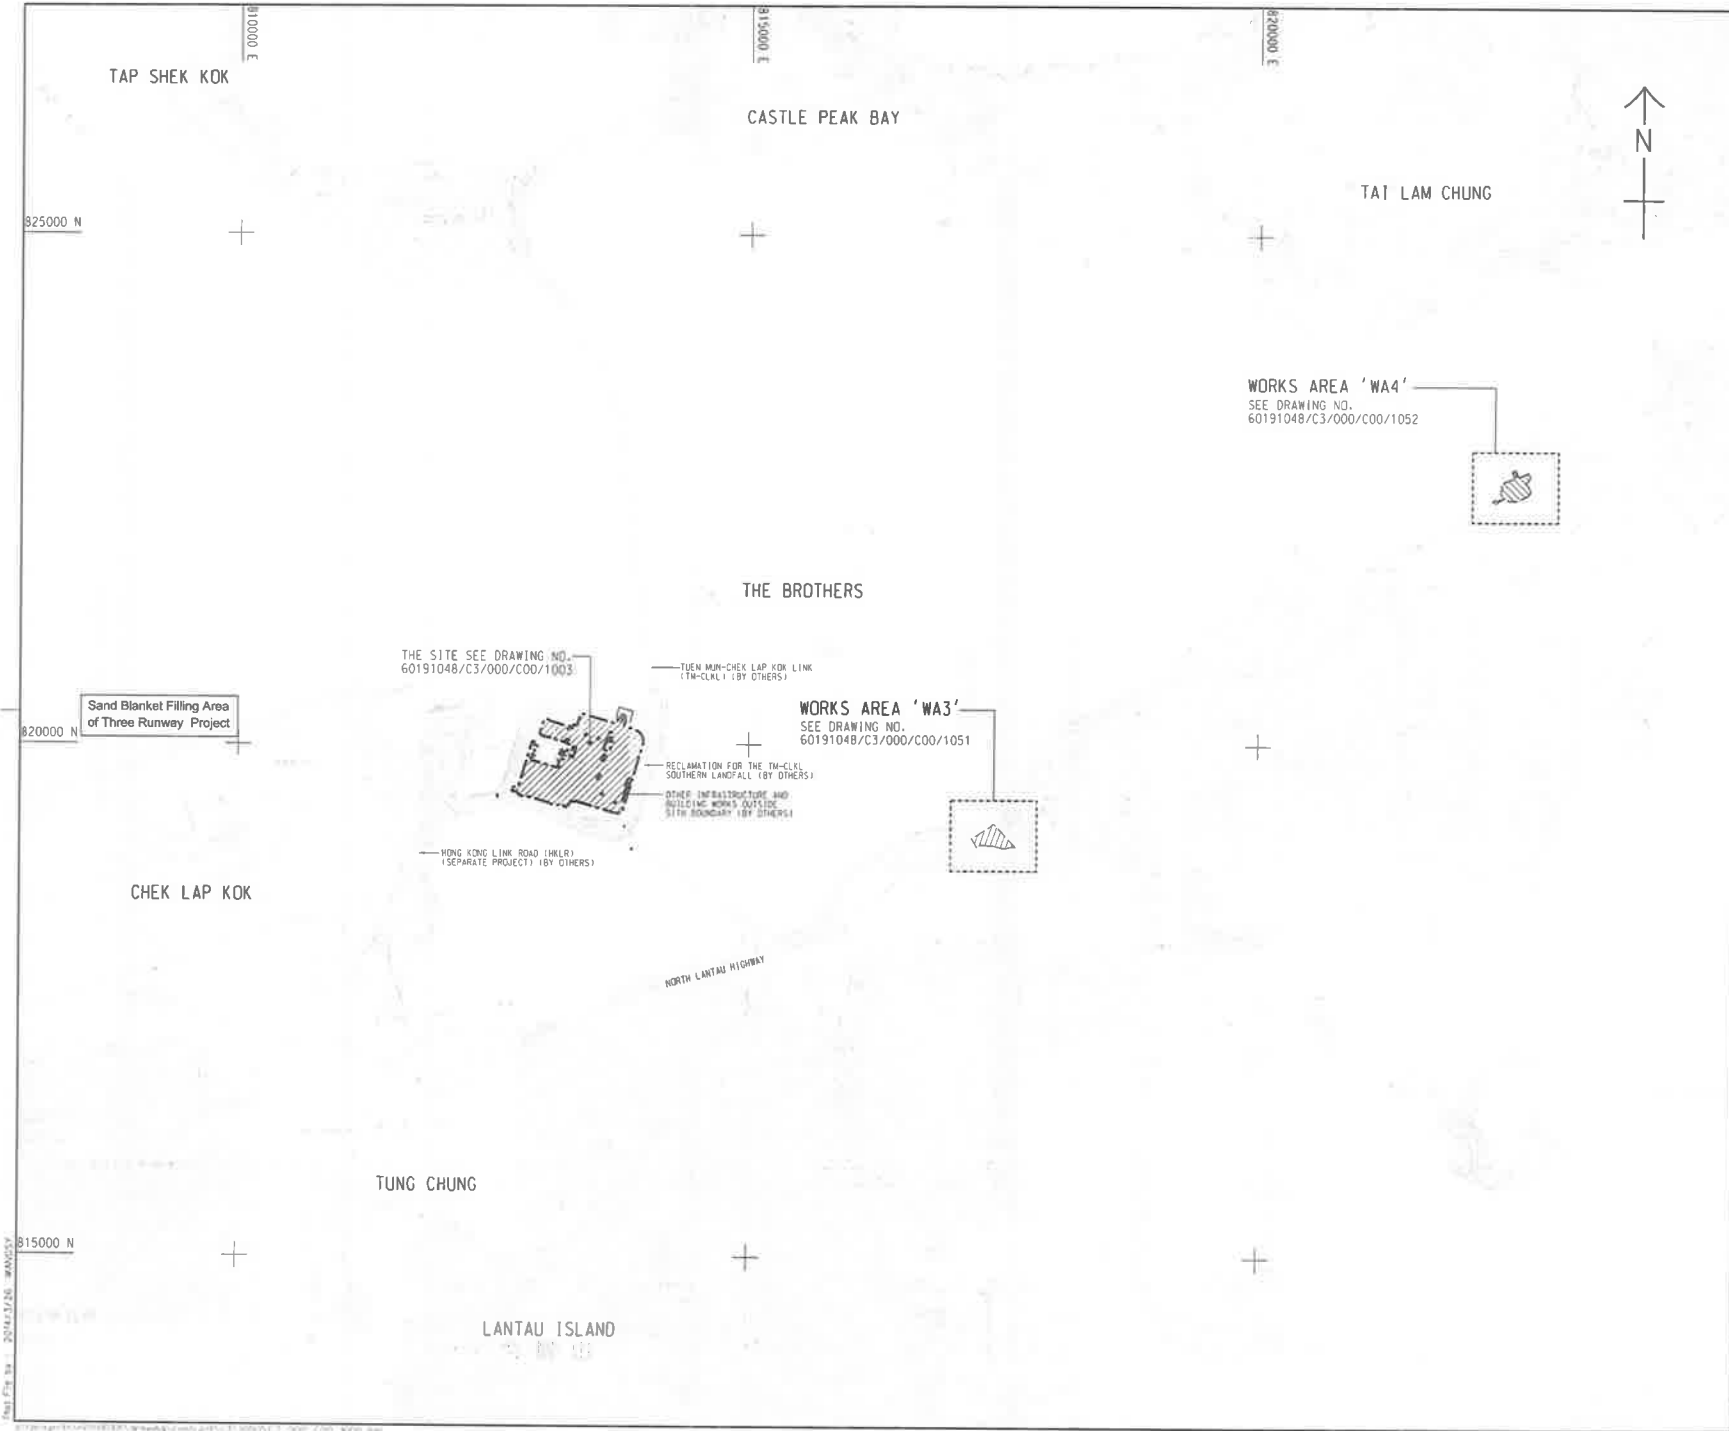 810000 E
815000 E
820000 E
TAP SHEK KOK
CASTLE PEAK BAY
N
TAI LAM CHUNG
825000 N
WORKS AREA 'WA4'
SEE DRAWING NO.
60191048/C3/000/C00/1052
THE BROTHERS
THE SITE SEE DRAWING NO.
60191048/C3/000/C00/1003
TUEN MUN-CHEK LAP KOK LINK
(TM-CLKL) (BY OTHERS)
Sand Blanket Filling Area
of Three Runway Project
820000 N
WORKS AREA 'WA3'
SEE DRAWING NO.
60191048/C3/000/C00/1051
RECLAMATION FOR THE TM-CLKL
SOUTHERN LANDFALL (BY OTHERS)
OTHER INFRASTRUCTURE AND
BUILDING WORKS OUTSIDE
SITE BOUNDARY (BY OTHERS)
HONG KONG LINK ROAD (HKLR)
(SEPARATE PROJECT) (BY OTHERS)
CHEK LAP KOK
NORTH LANTAU HIGHWAY
TUNG CHUNG
815000 N
LANTAU ISLAND
2014/3/26